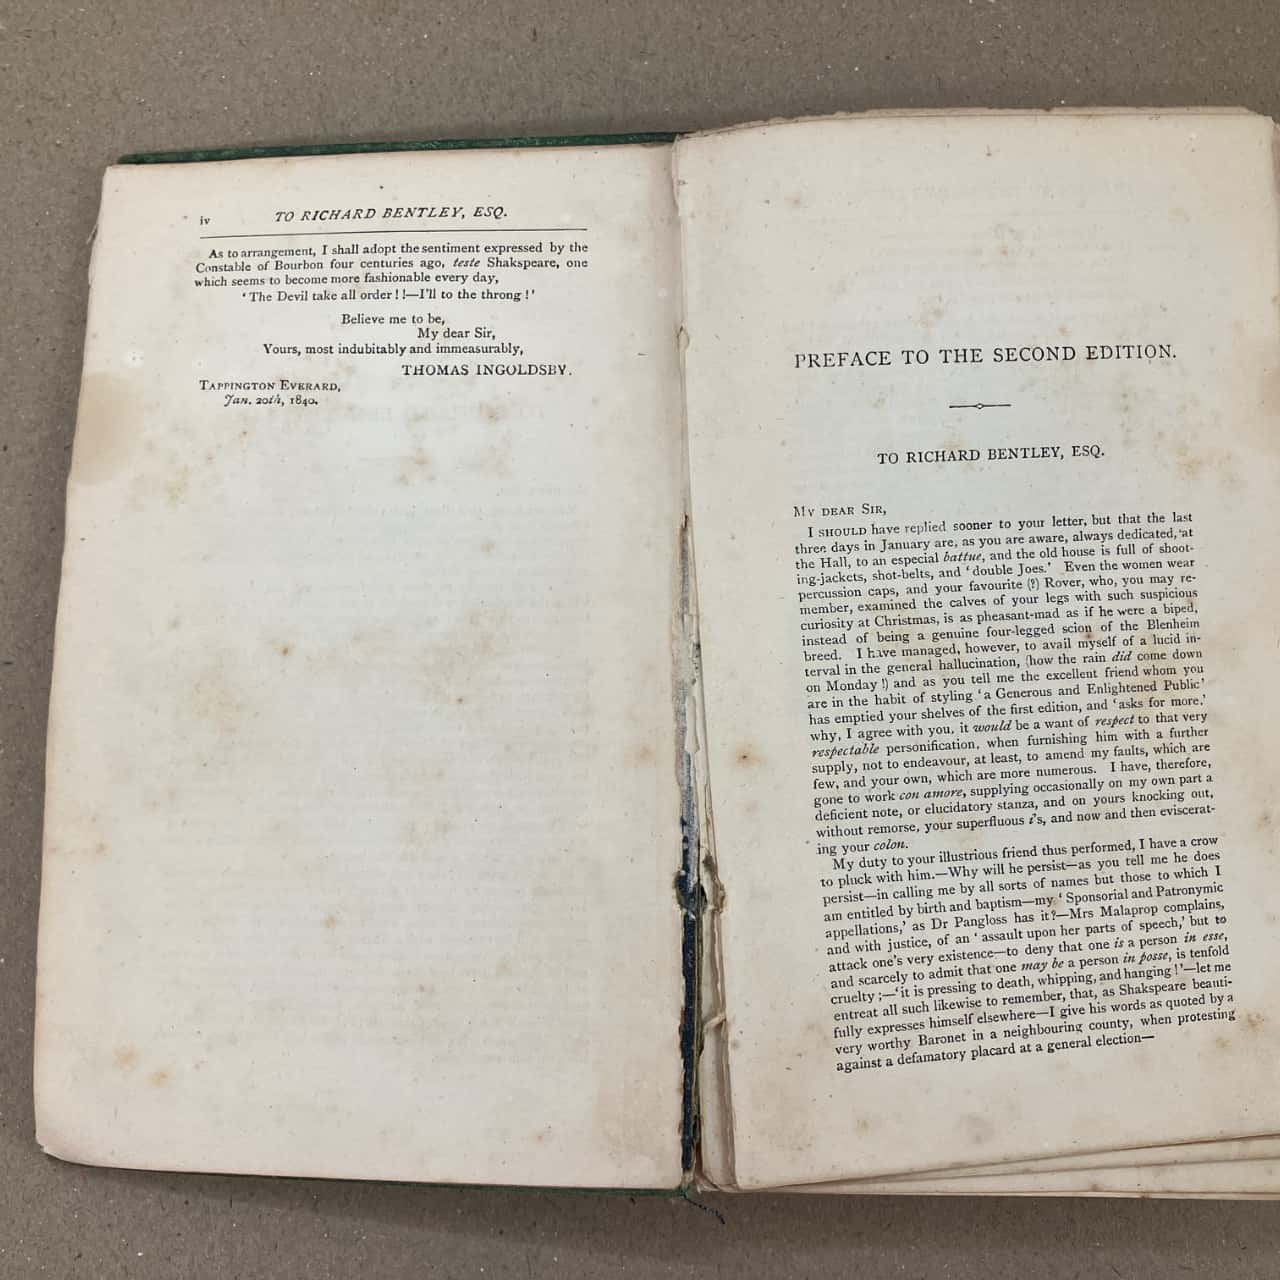 iv TO RICHARD BENTLEY, ESQ.
As to arrangement, I shall adopt the sentiment expressed by the
Constable of Bourbon four centuries ago, teste Shakspeare, one
which seems to become more fashionable every day,
‘The Devil take all order!!—I'll to the throng!’
Believe me to be,
My dear Sir,
Yours, most indubitably and immeasurably,
THOMAS INGOLDSBY.
TAPPINGTON EVERARD,
Jan. 20th, 1840.
PREFACE TO THE SECOND EDITION.
TO RICHARD BENTLEY, ESQ.
MY DEAR SIR,
I SHOULD have replied sooner to your letter, but that the last
three days in January are, as you are aware, always dedicated, at
the Hall, to an especial battue, and the old house is full of shoot-
ing-jackets, shot-belts, and ‘double Joes.’ Even the women wear
percussion caps, and your favourite (?) Rover, who, you may re-
member, examined the calves of your legs with such suspicious
curiosity at Christmas, is as pheasant-mad as if he were a biped,
instead of being a genuine four-legged scion of the Blenheim
breed. I have managed, however, to avail myself of a lucid in-
terval in the general hallucination, (how the rain did come down
on Monday!) and as you tell me the excellent friend whom you
are in the habit of styling ‘a Generous and Enlightened Public’
has emptied your shelves of the first edition, and ‘asks for more,’
why, I agree with you, it would be a want of respect to that very
respectable personification, when furnishing him with a further
supply, not to endeavour, at least, to amend my faults, which are
few, and your own, which are more numerous. I have, therefore,
gone to work con amore, supplying occasionally on my own part a
deficient note, or elucidatory stanza, and on yours knocking out,
without remorse, your superfluous i's, and now and then eviscerat-
ing your colon.
My duty to your illustrious friend thus performed, I have a crow
to pluck with him.—Why will he persist—as you tell me he does
persist—in calling me by all sorts of names but those to which I
am entitled by birth and baptism—my ‘Sponsorial and Patronymic
appellations,’ as Dr Pangloss has it?—Mrs Malaprop complains,
and with justice, of an ‘assault upon her parts of speech,’ but to
attack one's very existence—to deny that one is a person in esse,
and scarcely to admit that one may be a person in posse, is tenfold
cruelty;—‘it is pressing to death, whipping, and hanging!’—let me
entreat all such likewise to remember, that, as Shakspeare beauti-
fully expresses himself elsewhere—I give his words as quoted by a
very worthy Baronet in a neighbouring county, when protesting
against a defamatory placard at a general election—